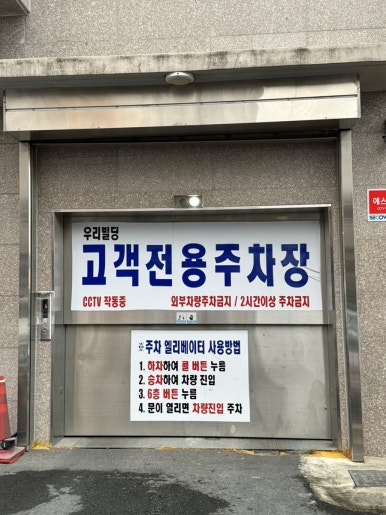 우리빌딩
고객전용주차장
CCTV 작동중 외부차량주차금지 / 2시간이상 주차금지
※ 주차 엘리베이터 사용방법
1. 하차하여 콜 버튼 누름
2. 승차하여 차량 진입
3. 6층 버튼 누름
4. 문이 열리면 차량진입 주차